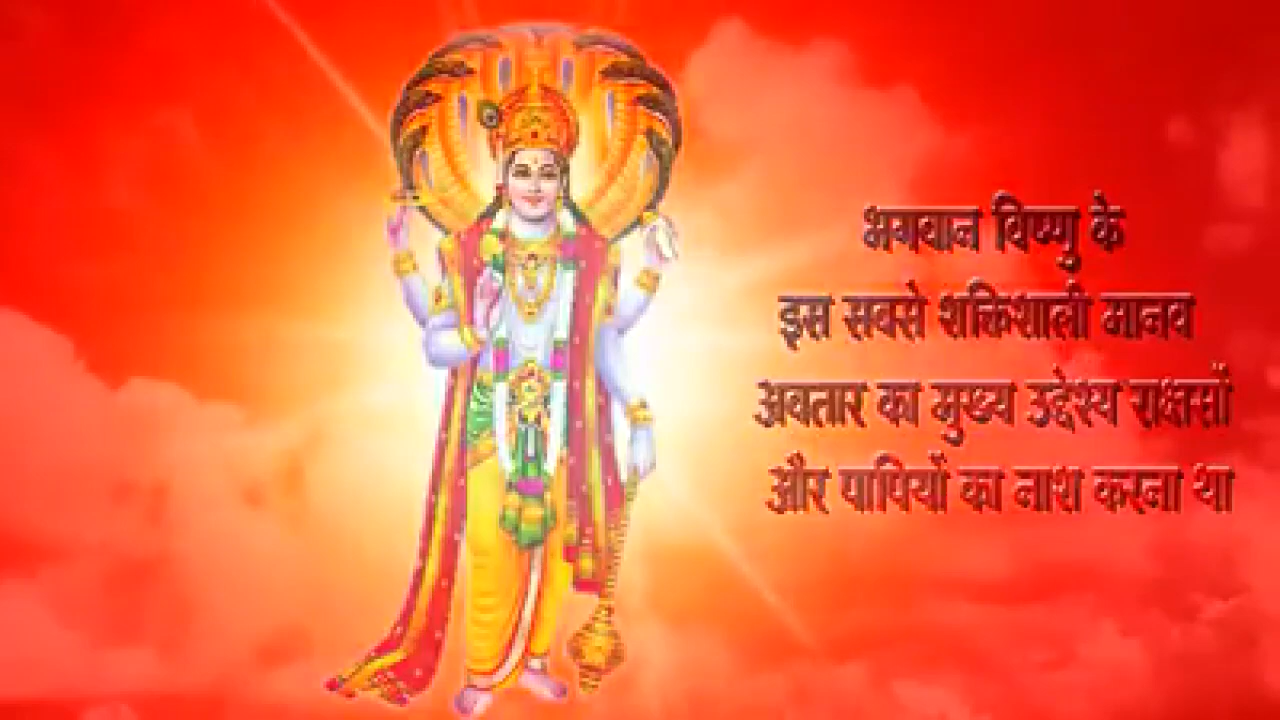 भगवान विष्णु के
इस सबसे शक्तिशाली मानव
अवतार का मुख्य उद्देश्य राक्षसों
और पापियों का नाश करना था